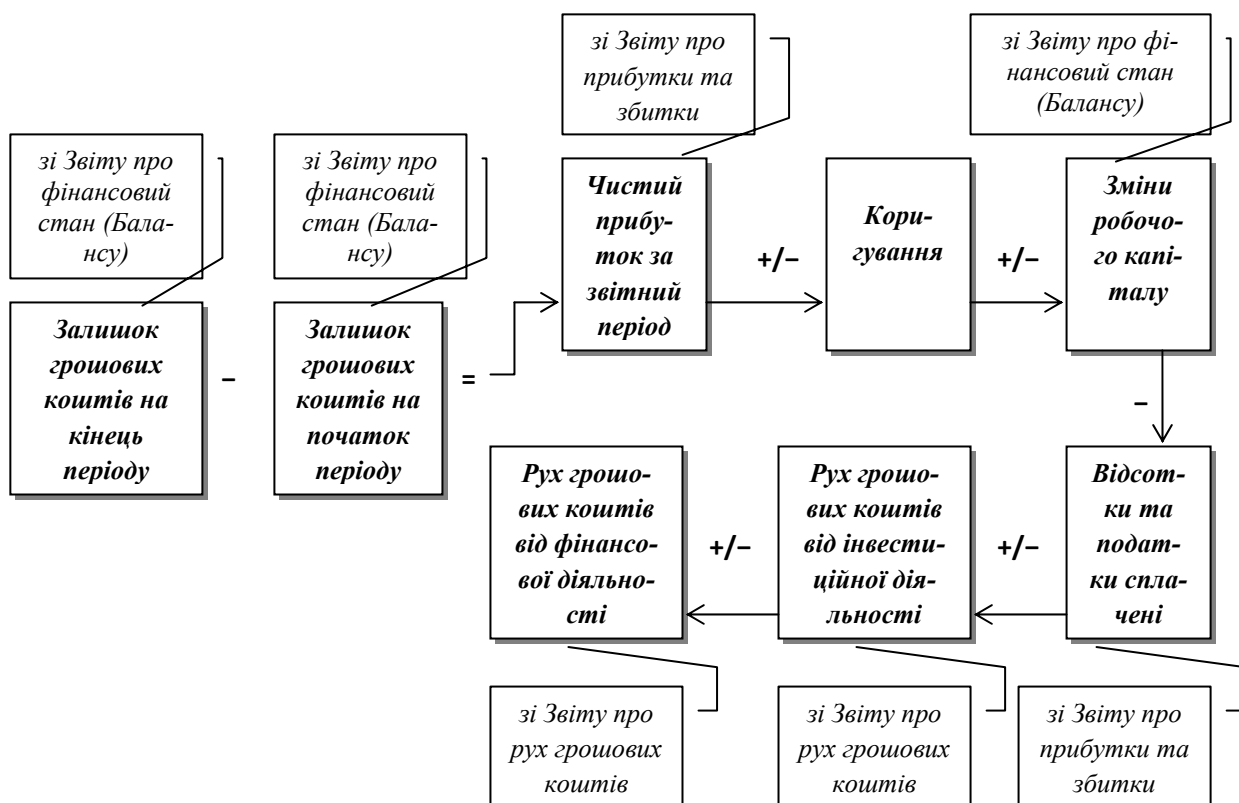 зі Звіту про
прибутки та
збитки
зі Звіту про фі-
нансовий стан
(Балансу)
зі Звіту про
фінансовий
стан (Бала-
нсу)
зі Звіту про
фінансовий
стан (Бала-
нсу)
Чистий
прибу-
ток за
звітний
період
+/−
Кори-
гування
+/−
Зміни
робочо-
го капі-
талу
Залишок
грошових
коштів на
кінець
періоду
−
Залишок
грошових
коштів на
початок
періоду
=
−
Рух грошо-
вих коштів
від фінансо-
вої діяльно-
сті
+/−
Рух грошо-
вих коштів
від інвести-
ційної дія-
льності
+/−
Відсот-
ки та
подат-
ки спла-
чені
зі Звіту про
рух грошових
коштів
зі Звіту про
рух грошових
коштів
зі Звіту про
прибутки та
збитки